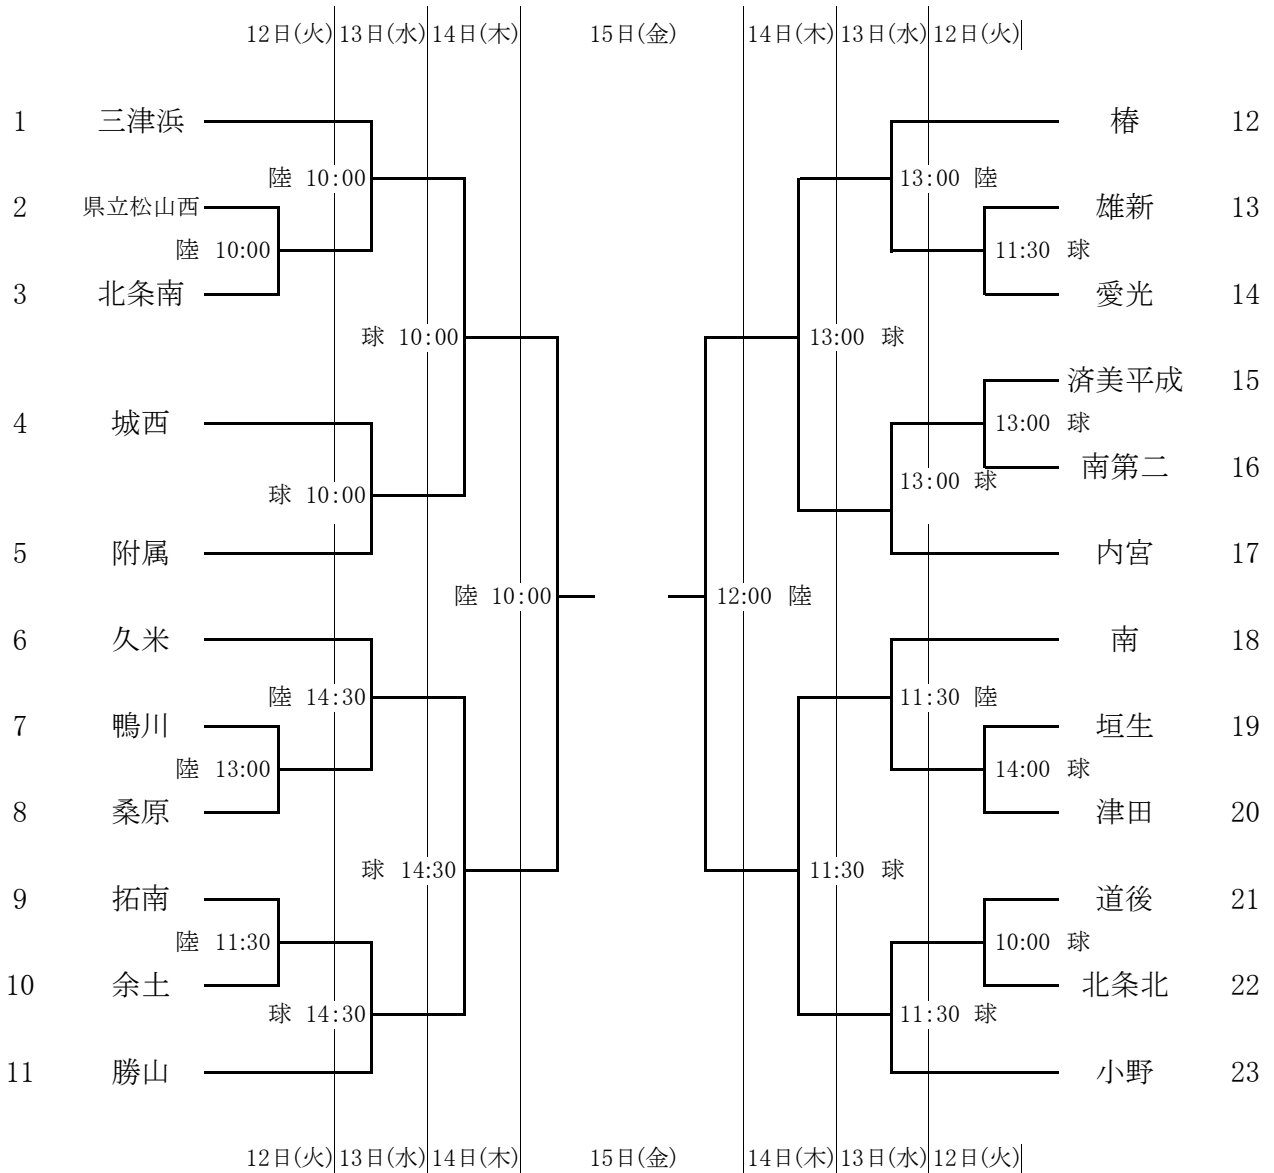 12日(火) 13日(水) 14日(木) 15日(金) 14日(木) 13日(水) 12日(火)
1 三津浜 椿 12
陸 10:00 13:00 陸
2 県立松山西 雄新 13
陸 10:00 11:30 球
3 北条南 愛光 14
球 10:00 13:00 球
済美平成 15
4 城西 13:00 球
南第二 16
球 10:00 13:00 球
5 附属 内宮 17
陸 10:00 12:00 陸
6 久米 南 18
陸 14:30 11:30 陸
7 鴨川 垣生 19
陸 13:00 14:00 球
8 桑原 津田 20
球 14:30 11:30 球
9 拓南 道後 21
陸 11:30 10:00 球
10 余土 北条北 22
球 14:30 11:30 球
11 勝山 小野 23
12日(火) 13日(水) 14日(木) 15日(金) 14日(木) 13日(水) 12日(火)